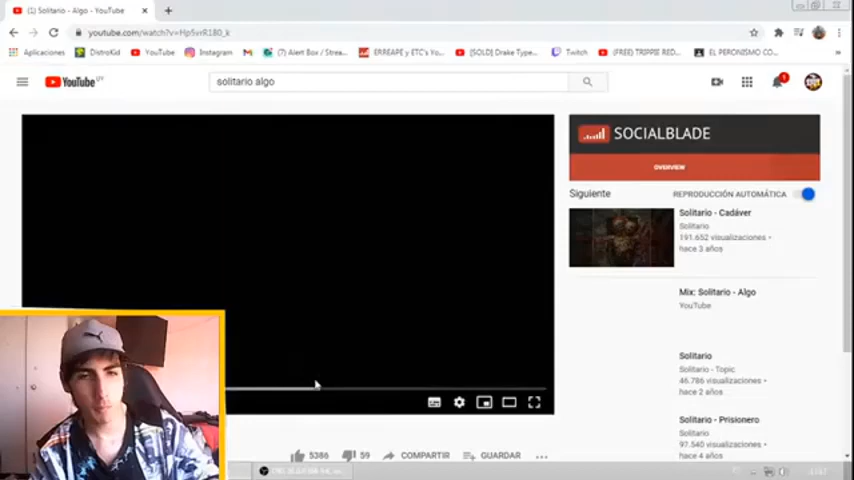 (1) Solitario - Algo - YouTube
youtube.com/watch?v=Hp5vrR180_k
Aplicaciones DistroKid YouTube Instagram (7) Alert Box / Strea... ERREAPE y ETC's Yo... [SOLD] Drake Type... Twitch (FREE) TRIPPIE RED... EL PERONISMO CO...
YouTube UY
solitario algo
1
SOCIALBLADE
OVERVIEW
Siguiente REPRODUCCIÓN AUTOMÁTICA
Solitario - Cadáver
Solitario
191.652 visualizaciones •
hace 3 años
Mix: Solitario - Algo
YouTube
Solitario
Solitario - Topic
46.786 visualizaciones •
hace 2 años
Solitario - Prisionero
97.540 visualizaciones •
hace 4 años
5386 59 COMPARTIR GUARDAR